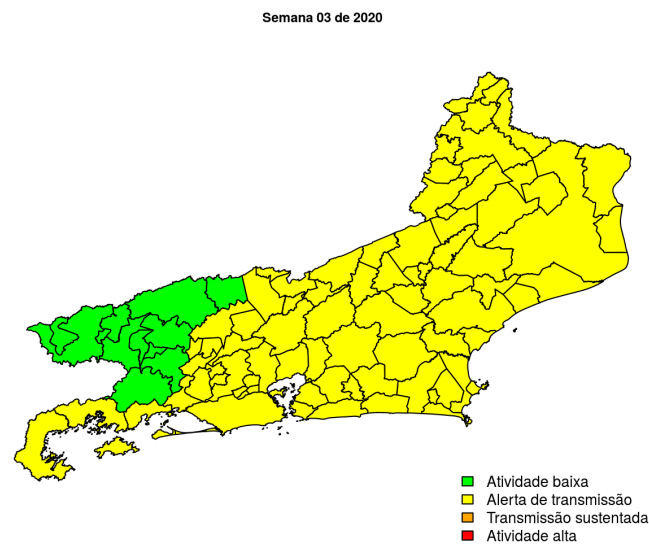 Semana 03 de 2020
Atividade baixa
Alerta de transmissão
Transmissão sustentada
Atividade alta